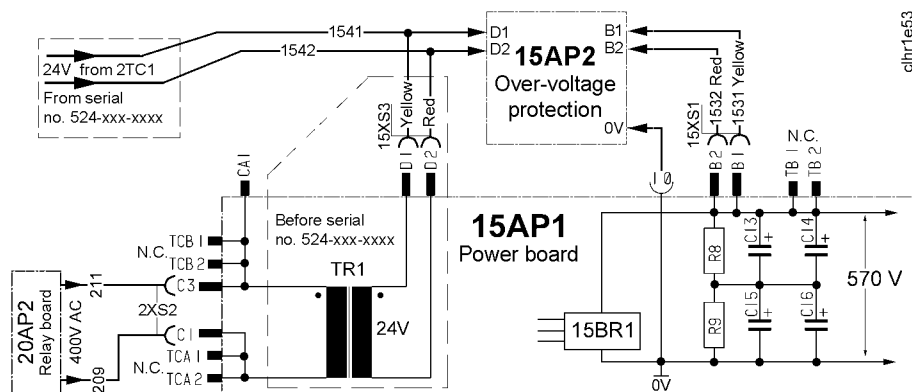 1541
1542
24V from 2TC1
From serial
no. 524-xxx-xxxx
D1
D2
15AP2
Over-voltage
protection
B1
B2
0V
clhr1e53
15XS3
Yellow
Red
15XS1
1532 Red
1531 Yellow
N.C.
CA1
D1
D2
10
B2
B1
TB1
TB2
Before serial
no. 524-xxx-xxxx
15AP1
Power board
TCB1
N.C.
TCB2
C3
TR1
24V
2XS2
C1
TCA1
N.C.
TCA2
20AP2
Relay board
400V AC
211
209
15BR1
R8
R9
C13
+
C14
+
C15
+
C16
+
570 V
0V